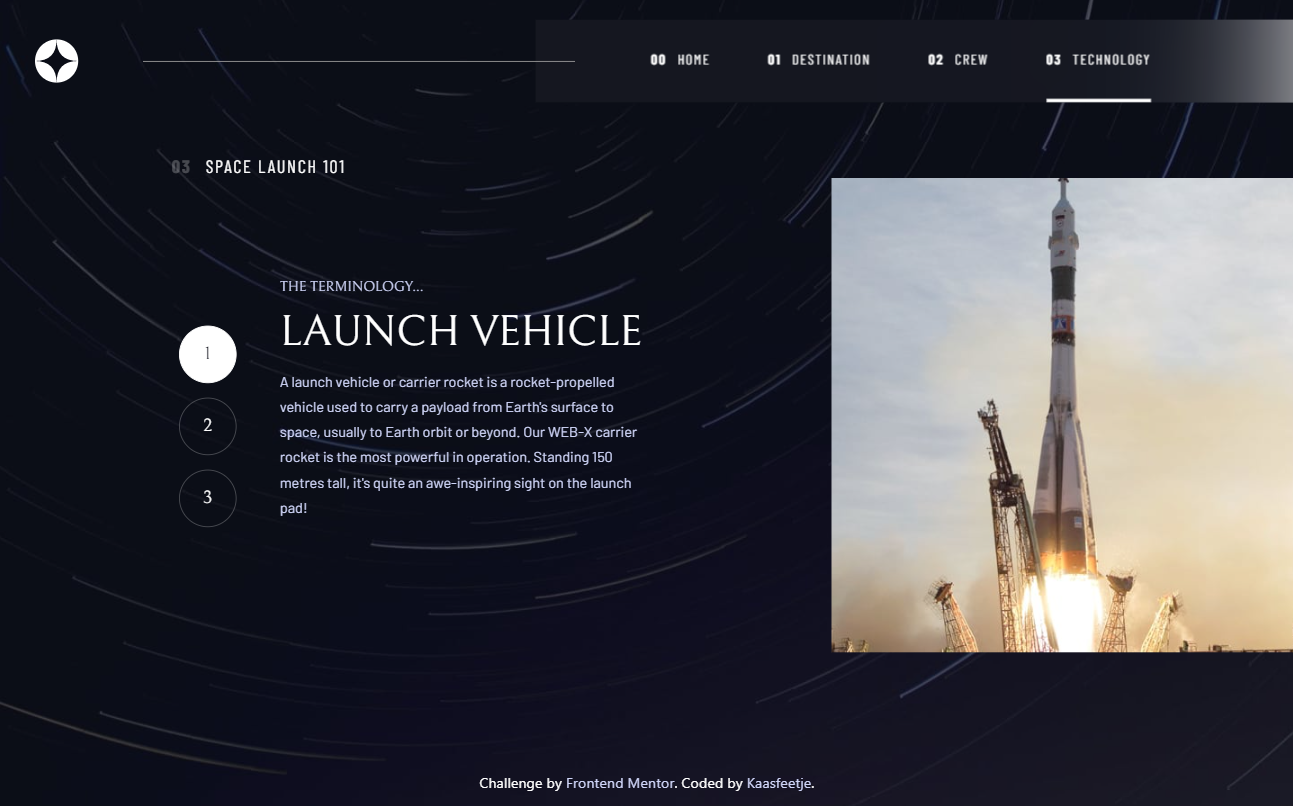 00 HOME 01 DESTINATION 02 CREW 03 TECHNOLOGY
03 SPACE LAUNCH 101
THE TERMINOLOGY...
LAUNCH VEHICLE
1
2
3
A launch vehicle or carrier rocket is a rocket-propelled
vehicle used to carry a payload from Earth's surface to
space, usually to Earth orbit or beyond. Our WEB-X carrier
rocket is the most powerful in operation. Standing 150
metres tall, it's quite an awe-inspiring sight on the launch
pad!
Challenge by Frontend Mentor. Coded by Kaasfeetje.